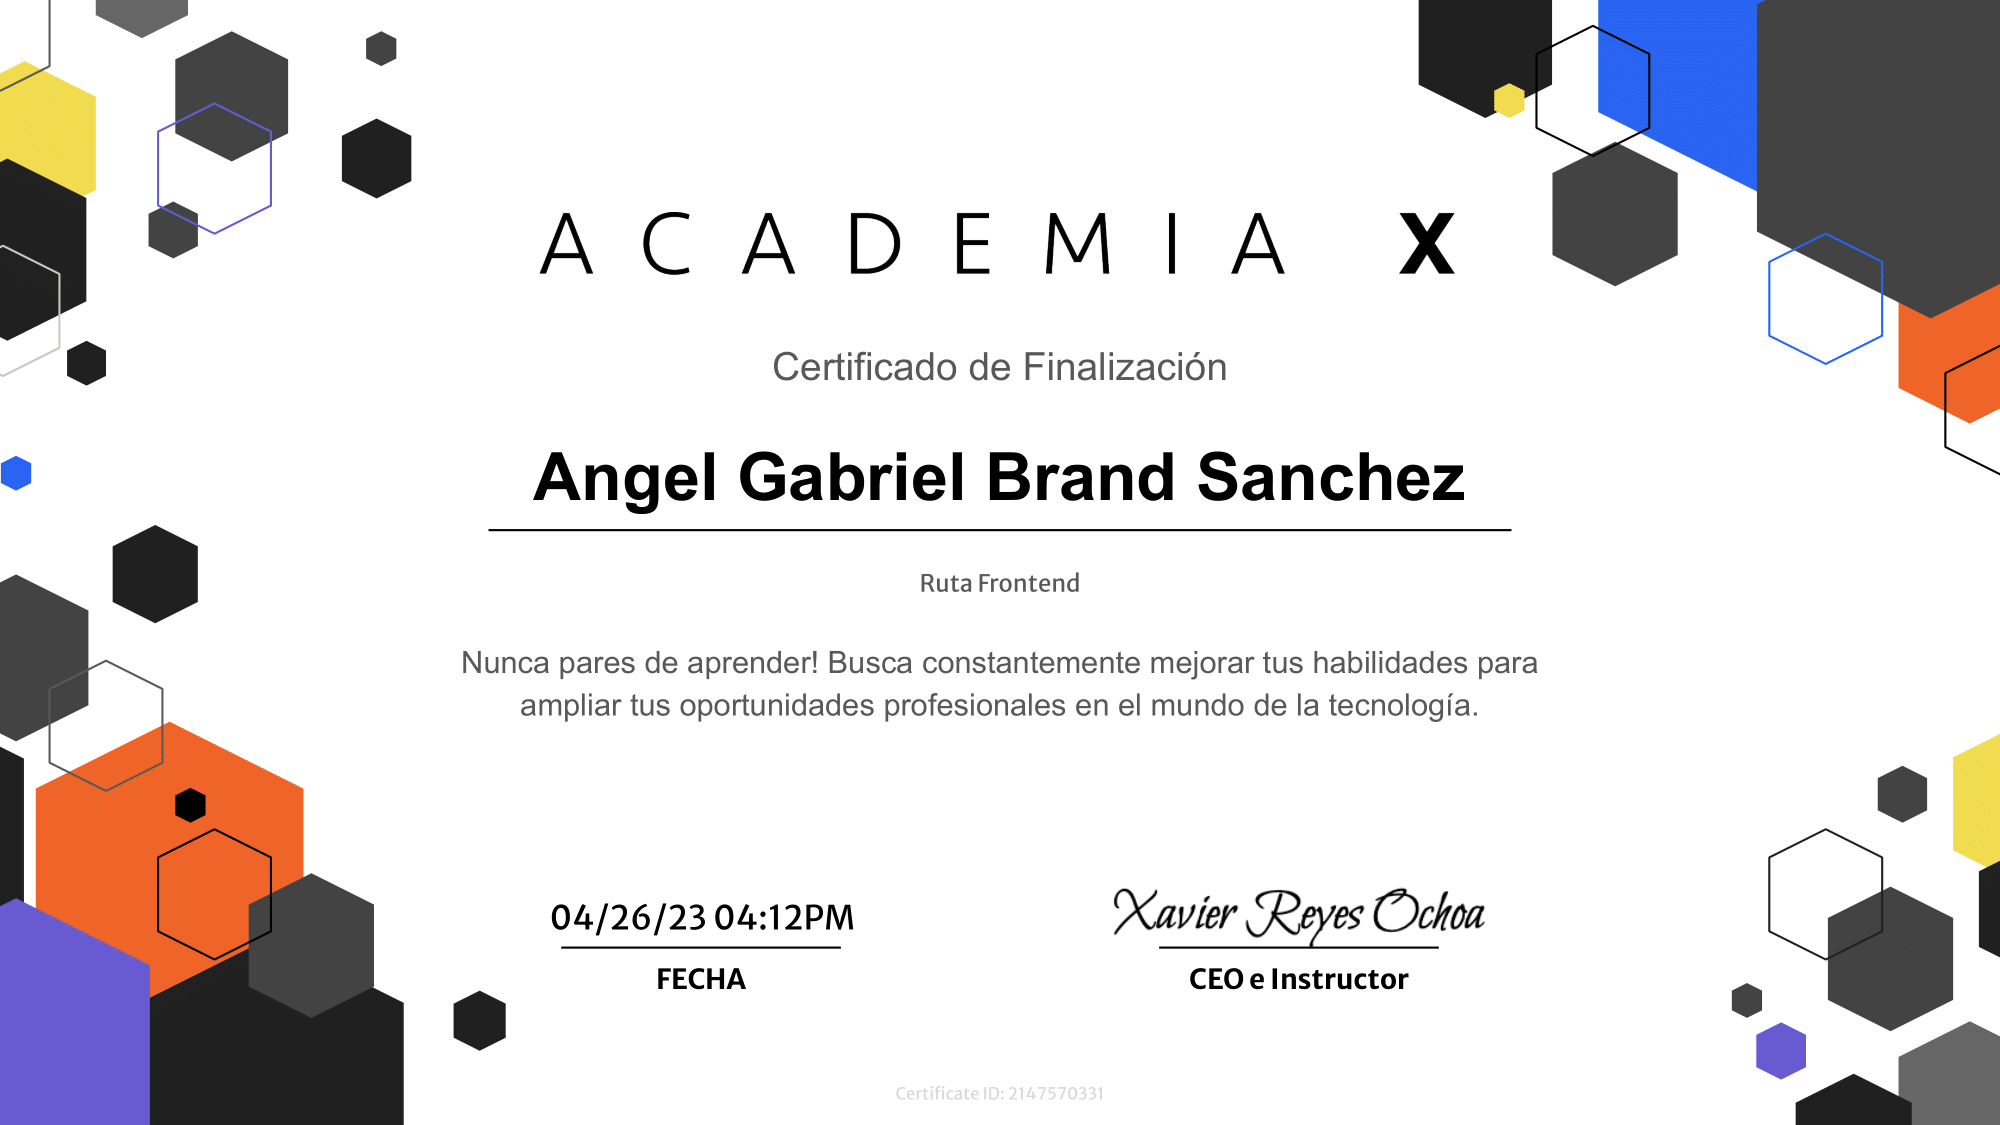 ACADEMIA X
Certificado de Finalización
Angel Gabriel Brand Sanchez
Ruta Frontend
Nunca pares de aprender! Busca constantemente mejorar tus habilidades para
ampliar tus oportunidades profesionales en el mundo de la tecnología.
04/26/23 04:12PM
FECHA
Xavier Reyes Ochoa
CEO e Instructor
Certificate ID: 2147570331